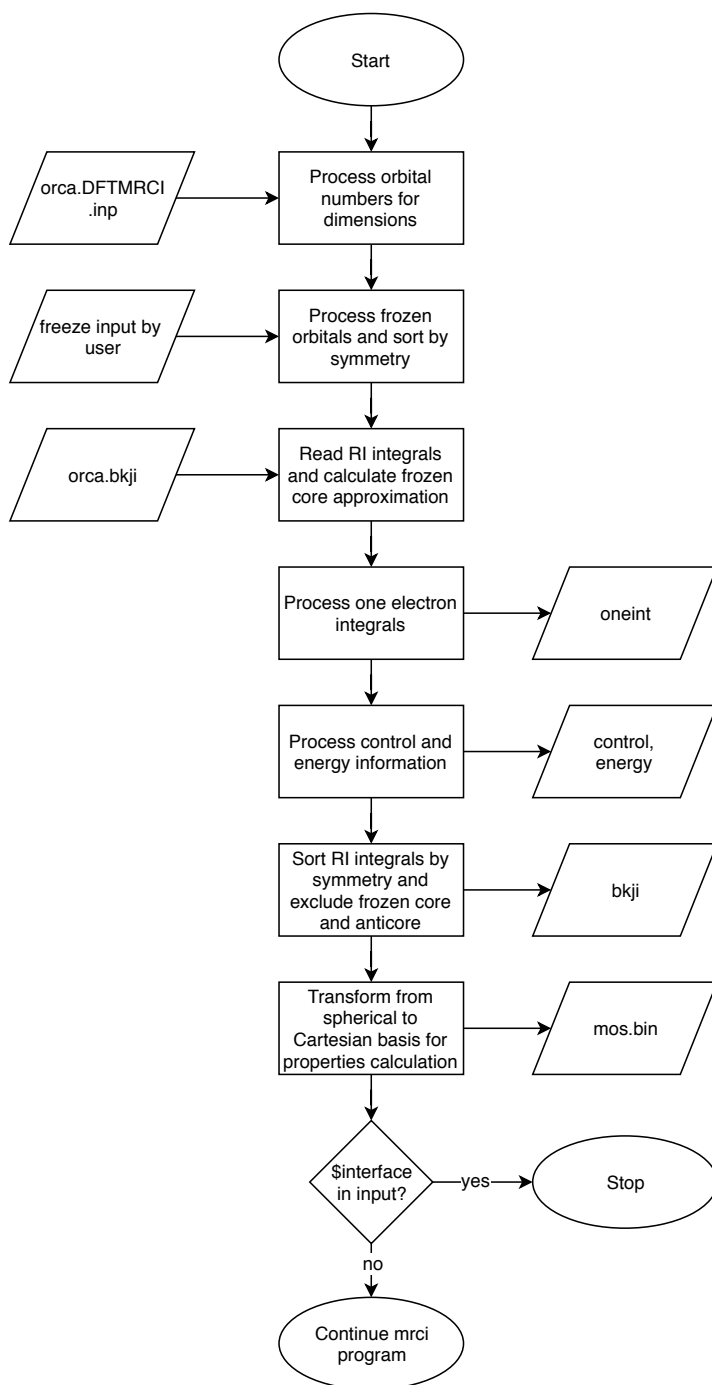 Start
orca.DFTMRCI
.inp
Process orbital
numbers for
dimensions
freeze input by
user
Process frozen
orbitals and sort by
symmetry
orca.bkji
Read RI integrals
and calculate frozen
core approximation
Process one electron
integrals
oneint
Process control and
energy information
control,
energy
Sort RI integrals by
symmetry and
exclude frozen core
and anticore
bkji
Transform from
spherical to
Cartesian basis for
properties calculation
mos.bin
$interface
in input?
yes
Stop
no
Continue mrci
program